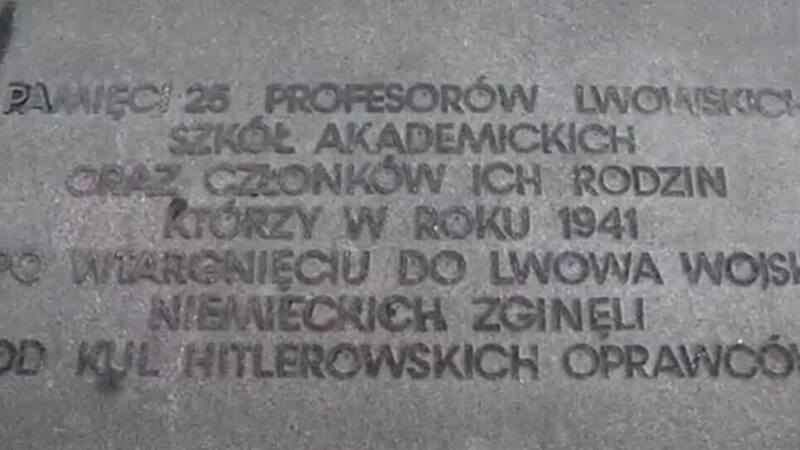 PAMIĘCI 25 PROFESORÓW LWOWSKICH
SZKÓŁ AKADEMICKICH
ORAZ CZŁONKÓW ICH RODZIN
KTÓRZY W ROKU 1941
PO WTARGNIĘCIU DO LWOWA WOJSK
NIEMIECKICH ZGINĘLI
OD KUL HITLEROWSKICH OPRAWCÓW